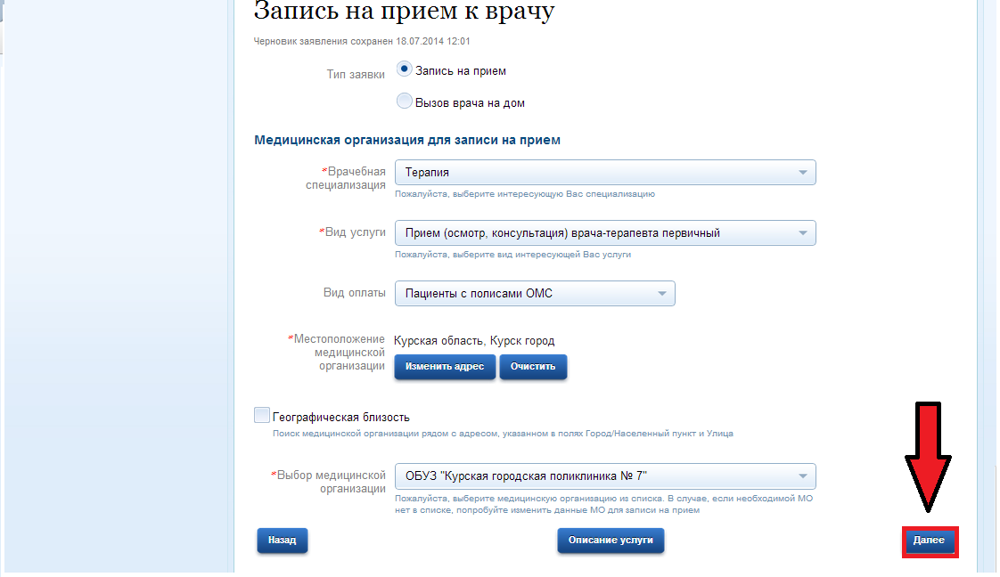 Запись на прием к врачу
Черновик заявления сохранен 18.07.2014 12:01
Тип заявки
Запись на прием
Вызов врача на дом
Медицинская организация для записи на прием
*Врачебная
специализация
Терапия
Пожалуйста, выберите интересующую Вас специализацию
*Вид услуги
Прием (осмотр, консультация) врача-терапевта первичный
Пожалуйста, выберите вид интересующей Вас услуги
Вид оплаты
Пациенты с полисами ОМС
*Местоположение
медицинской
организации
Курская область, Курск город
Изменить адрес
Очистить
Географическая близость
Поиск медицинской организации рядом с адресом, указанном в полях Город/Населенный пункт и Улица
*Выбор медицинской
организации
ОБУЗ "Курская городская поликлиника № 7"
Пожалуйста, выберите медицинскую организацию из списка. В случае, если необходимой МО
нет в списке, попробуйте изменить данные МО для записи на прием
Назад
Описание услуги
Далее